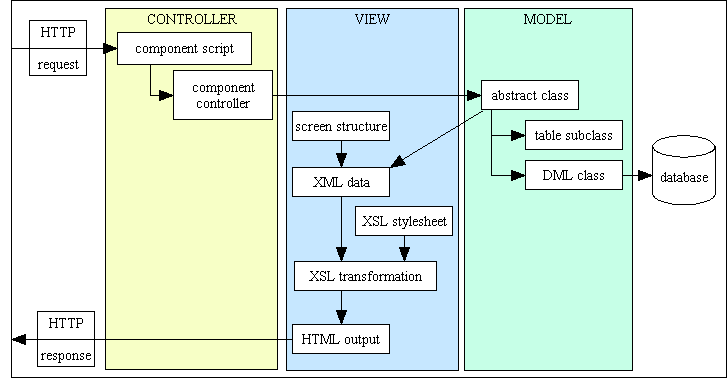 CONTROLLER
VIEW
MODEL
HTTP
request
component script
component
controller
abstract class
screen structure
table subclass
XML data
DML class
database
XSL stylesheet
XSL transformation
HTTP
response
HTML output